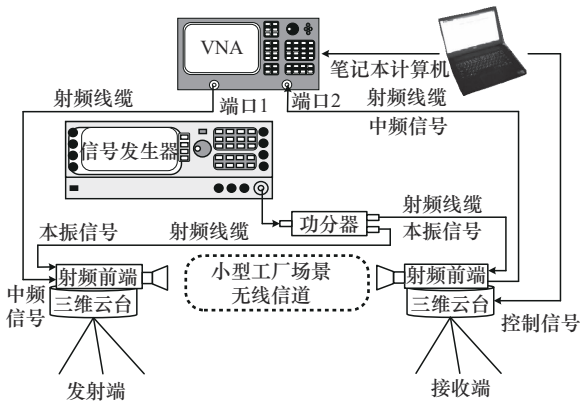 VNA
笔记本计算机
射频线缆
端口1
端口2
射频线缆
中频信号
信号发生器
功分器
射频线缆
本振信号
本振信号
射频线缆
射频前端
小型工厂场景
无线信道
射频前端
中频
信号
三维云台
三维云台
控制信号
发射端
接收端